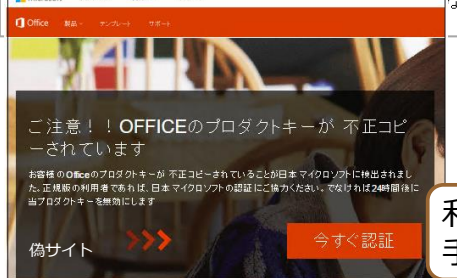 Office 製品 テンプレート サポート
ご注意！！OFFICEのプロダクトキーが 不正コピ
ーされています
お客様のOfficeのプロダクトキーが 不正コピーされていることが日本マイクロソフトに検出されまし
た。正規版の利用者であれば、日本マイクロソフトの認証にご協力ください。でなければ24時間後に
当プロダクトキーを無効にします
偽サイト
今すぐ認証
手